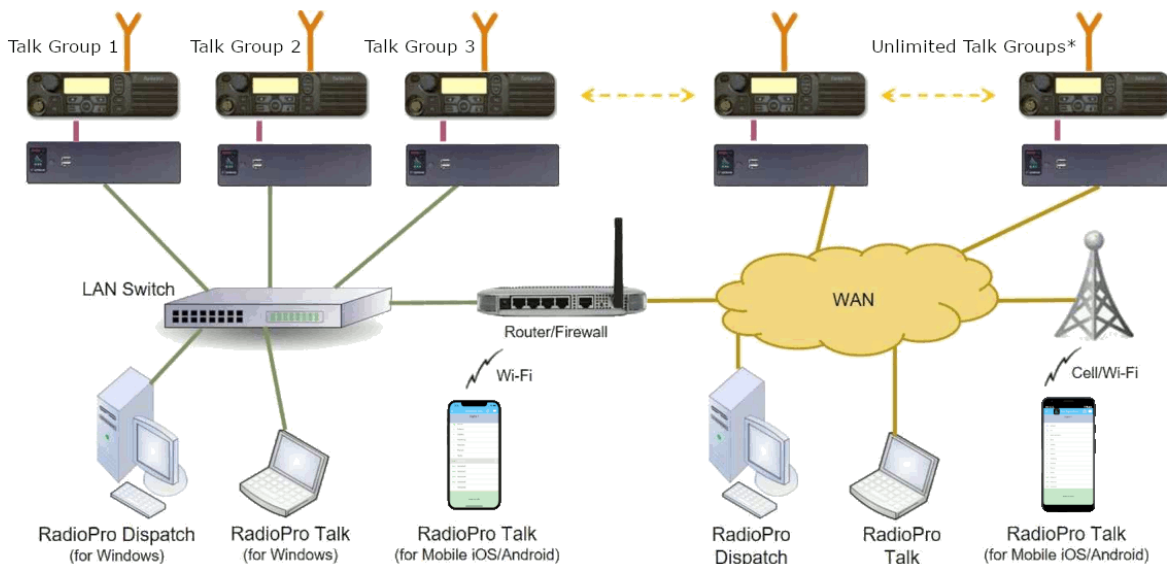 Talk Group 1
Talk Group 2
Talk Group 3
Unlimited Talk Groups*
LAN Switch
Router/Firewall
WAN
Wi-Fi
Cell/Wi-Fi
RadioPro Dispatch
(for Windows)
RadioPro Talk
(for Windows)
RadioPro Talk
(for Mobile iOS/Android)
RadioPro
Dispatch
RadioPro
Talk
RadioPro Talk
(for Mobile iOS/Android)